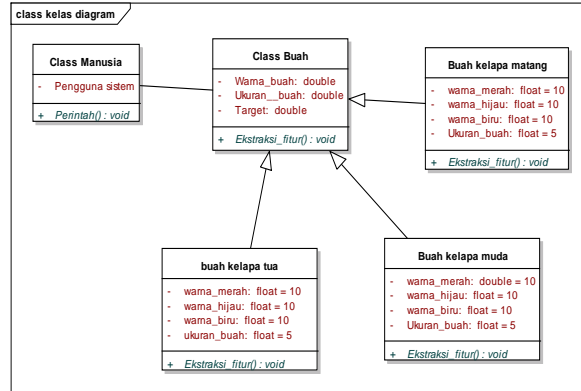 class kelas diagram
Class Manusia
- Pengguna sistem
+ Perintah() : void
Class Buah
- Warna_buah: double
- Ukuran__buah: double
- Target: double
+ Ekstraksi_fitur() : void
Buah kelapa matang
- warna_merah: float = 10
- warna_hijau: float = 10
- warna_biru: float = 10
- Ukuran_buah: float = 5
+ Ekstraksi_fitur() : void
buah kelapa tua
- warna_merah: float = 10
- warna_hijau: float = 10
- warna_biru: float = 10
- ukuran_buah: float = 5
+ Ekstraksi_fitur() : void
Buah kelapa muda
- warna_merah: double = 10
- warna_hijau: float = 10
- warna_biru: float = 10
- Ukuran_buah: float = 5
+ Ekstraksi_fitur() : void